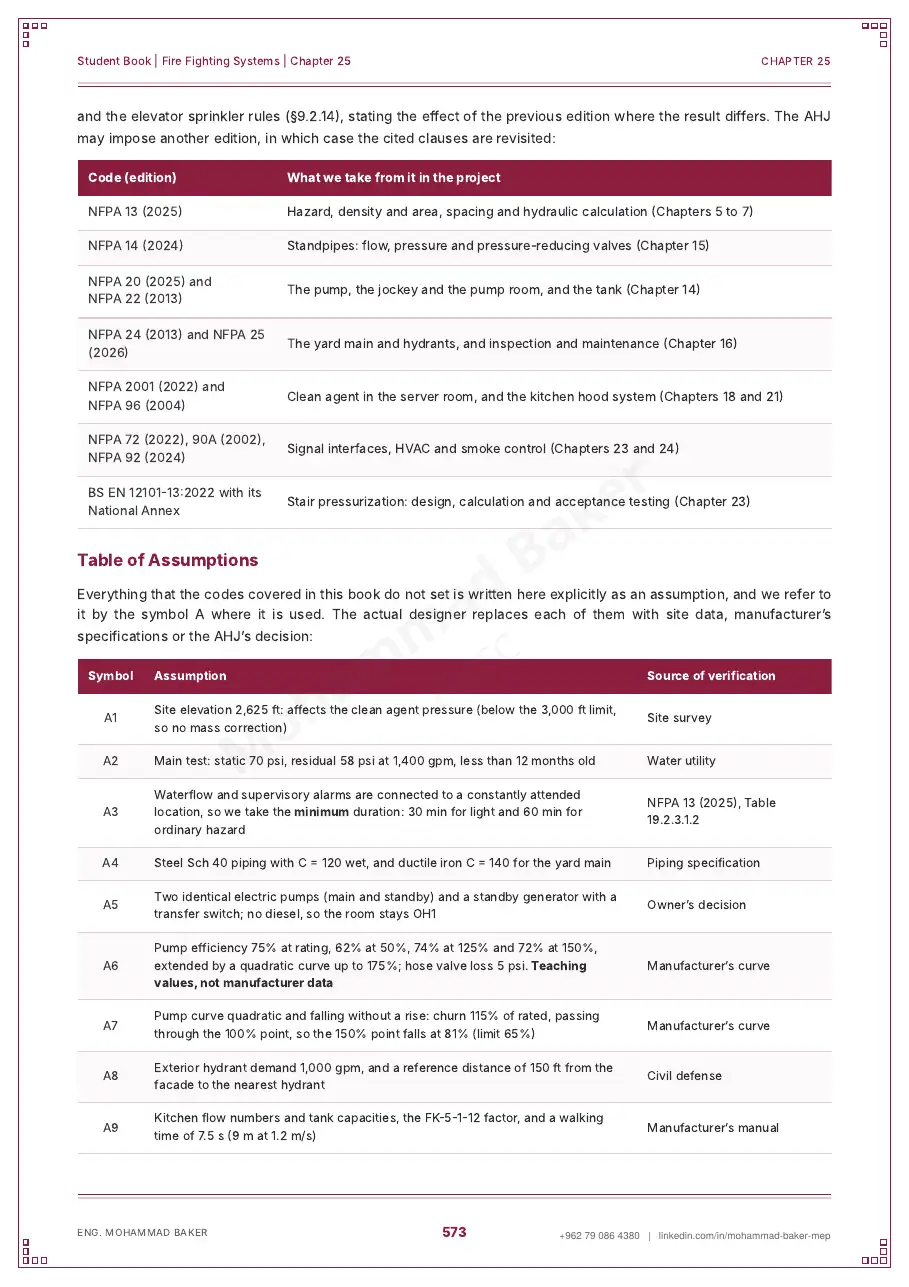 Student Book | Fire Fighting Systems | Chapter 25
CHAPTER 25
and the elevator sprinkler rules (§9.2.14), stating the effect of the previous edition where the result differs. The AHJ
may impose another edition, in which case the cited clauses are revisited:
Code (edition)
What we take from it in the project
NFPA 13 (2025)
Hazard, density and area, spacing and hydraulic calculation (Chapters 5 to 7)
NFPA 14 (2024)
Standpipes: flow, pressure and pressure-reducing valves (Chapter 15)
NFPA 20 (2025) and
NFPA 22 (2013)
The pump, the jockey and the pump room, and the tank (Chapter 14)
NFPA 24 (2013) and NFPA 25
(2026)
The yard main and hydrants, and inspection and maintenance (Chapter 16)
NFPA 2001 (2022) and
NFPA 96 (2004)
Clean agent in the server room, and the kitchen hood system (Chapters 18 and 21)
NFPA 72 (2022), 90A (2002),
NFPA 92 (2024)
Signal interfaces, HVAC and smoke control (Chapters 23 and 24)
BS EN 12101-13:2022 with its
National Annex
Stair pressurization: design, calculation and acceptance testing (Chapter 23)
Table of Assumptions
Everything that the codes covered in this book do not set is written here explicitly as an assumption, and we refer to
it by the symbol A where it is used. The actual designer replaces each of them with site data, manufacturer's
specifications or the AHJ's decision:
Symbol
Assumption
Source of verification
A1
Site elevation 2,625 ft: affects the clean agent pressure (below the 3,000 ft limit,
so no mass correction)
Site survey
A2
Main test: static 70 psi, residual 58 psi at 1,400 gpm, less than 12 months old
Water utility
A3
Waterflow and supervisory alarms are connected to a constantly attended
location, so we take the minimum duration: 30 min for light and 60 min for
ordinary hazard
NFPA 13 (2025), Table
19.2.3.1.2
A4
Steel Sch 40 piping with C = 120 wet, and ductile iron C = 140 for the yard main
Piping specification
A5
Two identical electric pumps (main and standby) and a standby generator with a
transfer switch; no diesel, so the room stays OH1
Owner's decision
A6
Pump efficiency 75% at rating, 62% at 50%, 74% at 125% and 72% at 150%,
extended by a quadratic curve up to 175%; hose valve loss 5 psi. Teaching
values, not manufacturer data
Manufacturer's curve
A7
Pump curve quadratic and falling without a rise: churn 115% of rated, passing
through the 100% point, so the 150% point falls at 81% (limit 65%)
Manufacturer's curve
A8
Exterior hydrant demand 1,000 gpm, and a reference distance of 150 ft from the
facade to the nearest hydrant
Civil defense
A9
Kitchen flow numbers and tank capacities, the FK-5-1-12 factor, and a walking
time of 7.5 s (9 m at 1.2 m/s)
Manufacturer's manual
Mohammad Baker
ENG. MOHAMMAD BAKER
573
+962 79 086 4380 | linkedin.com/in/mohammad-baker-mep